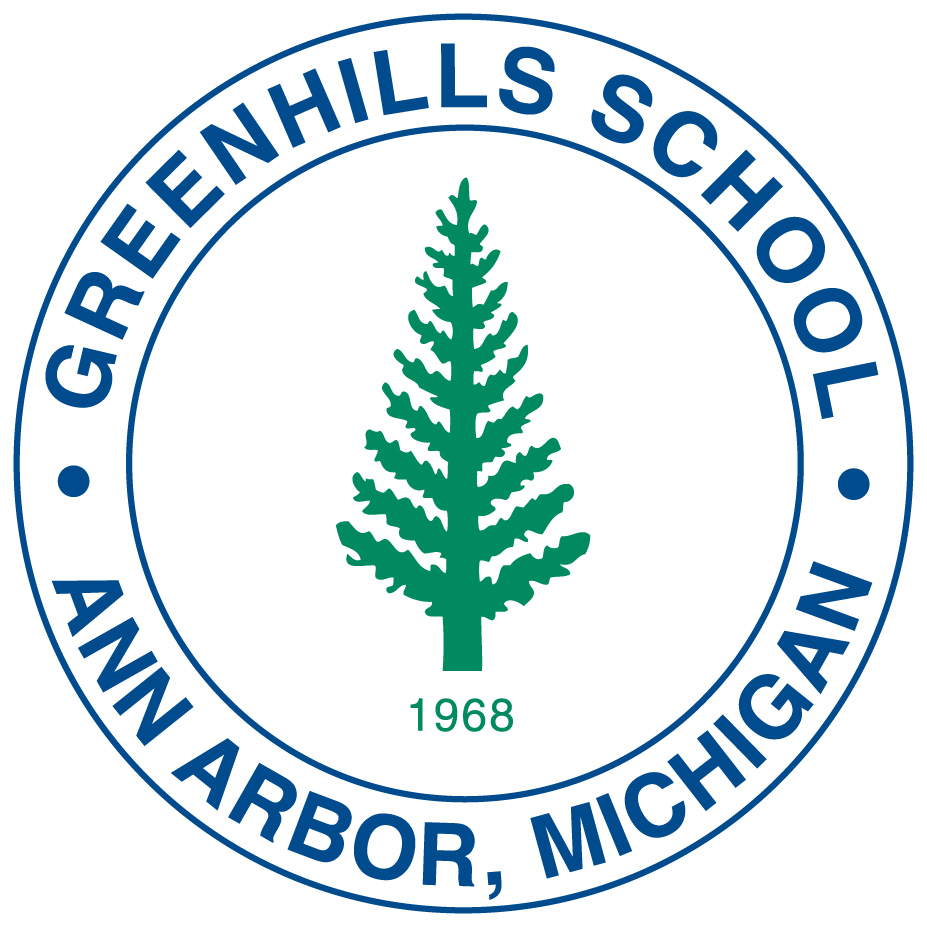 GREENHILLS SCHOOL
1968
ANN ARBOR, MICHIGAN